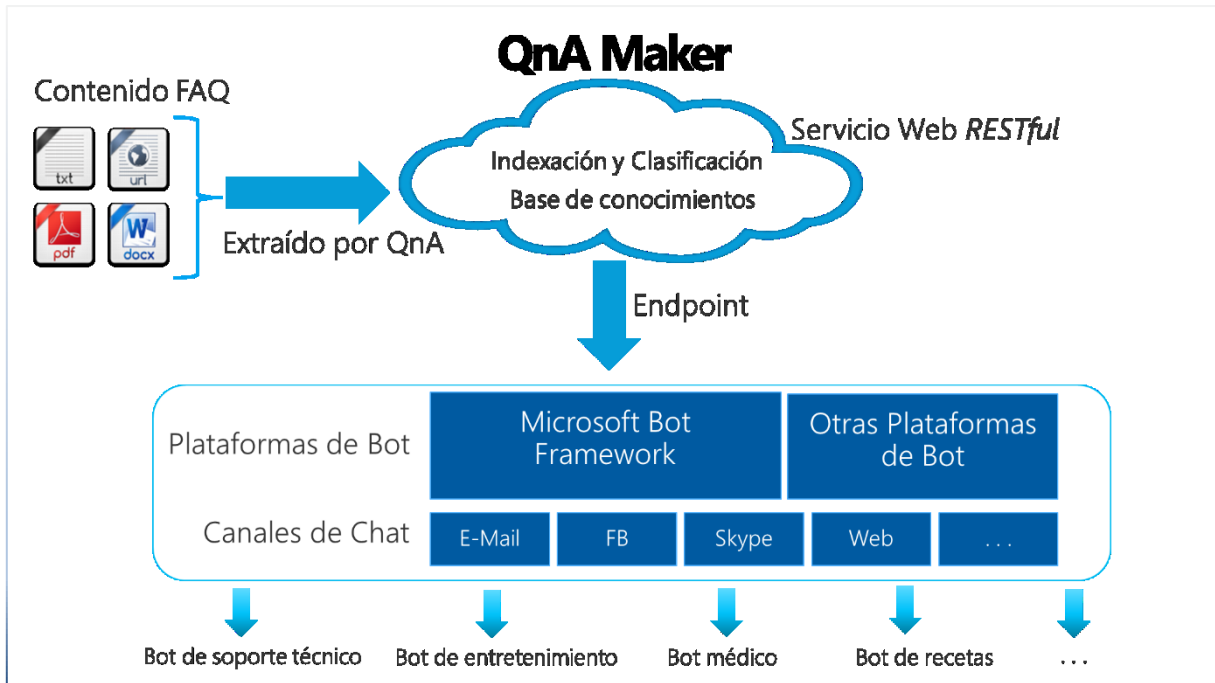 QnA Maker
Contenido FAQ
txt
url
pdf
docx
Extraído por QnA
Indexación y Clasificación
Base de conocimientos
Servicio Web RESTful
Endpoint
Plataformas de Bot
Microsoft Bot
Framework
Otras Plataformas
de Bot
Canales de Chat
E-Mail
FB
Skype
Web
. . .
Bot de soporte técnico
Bot de entretenimiento
Bot médico
Bot de recetas
. . .